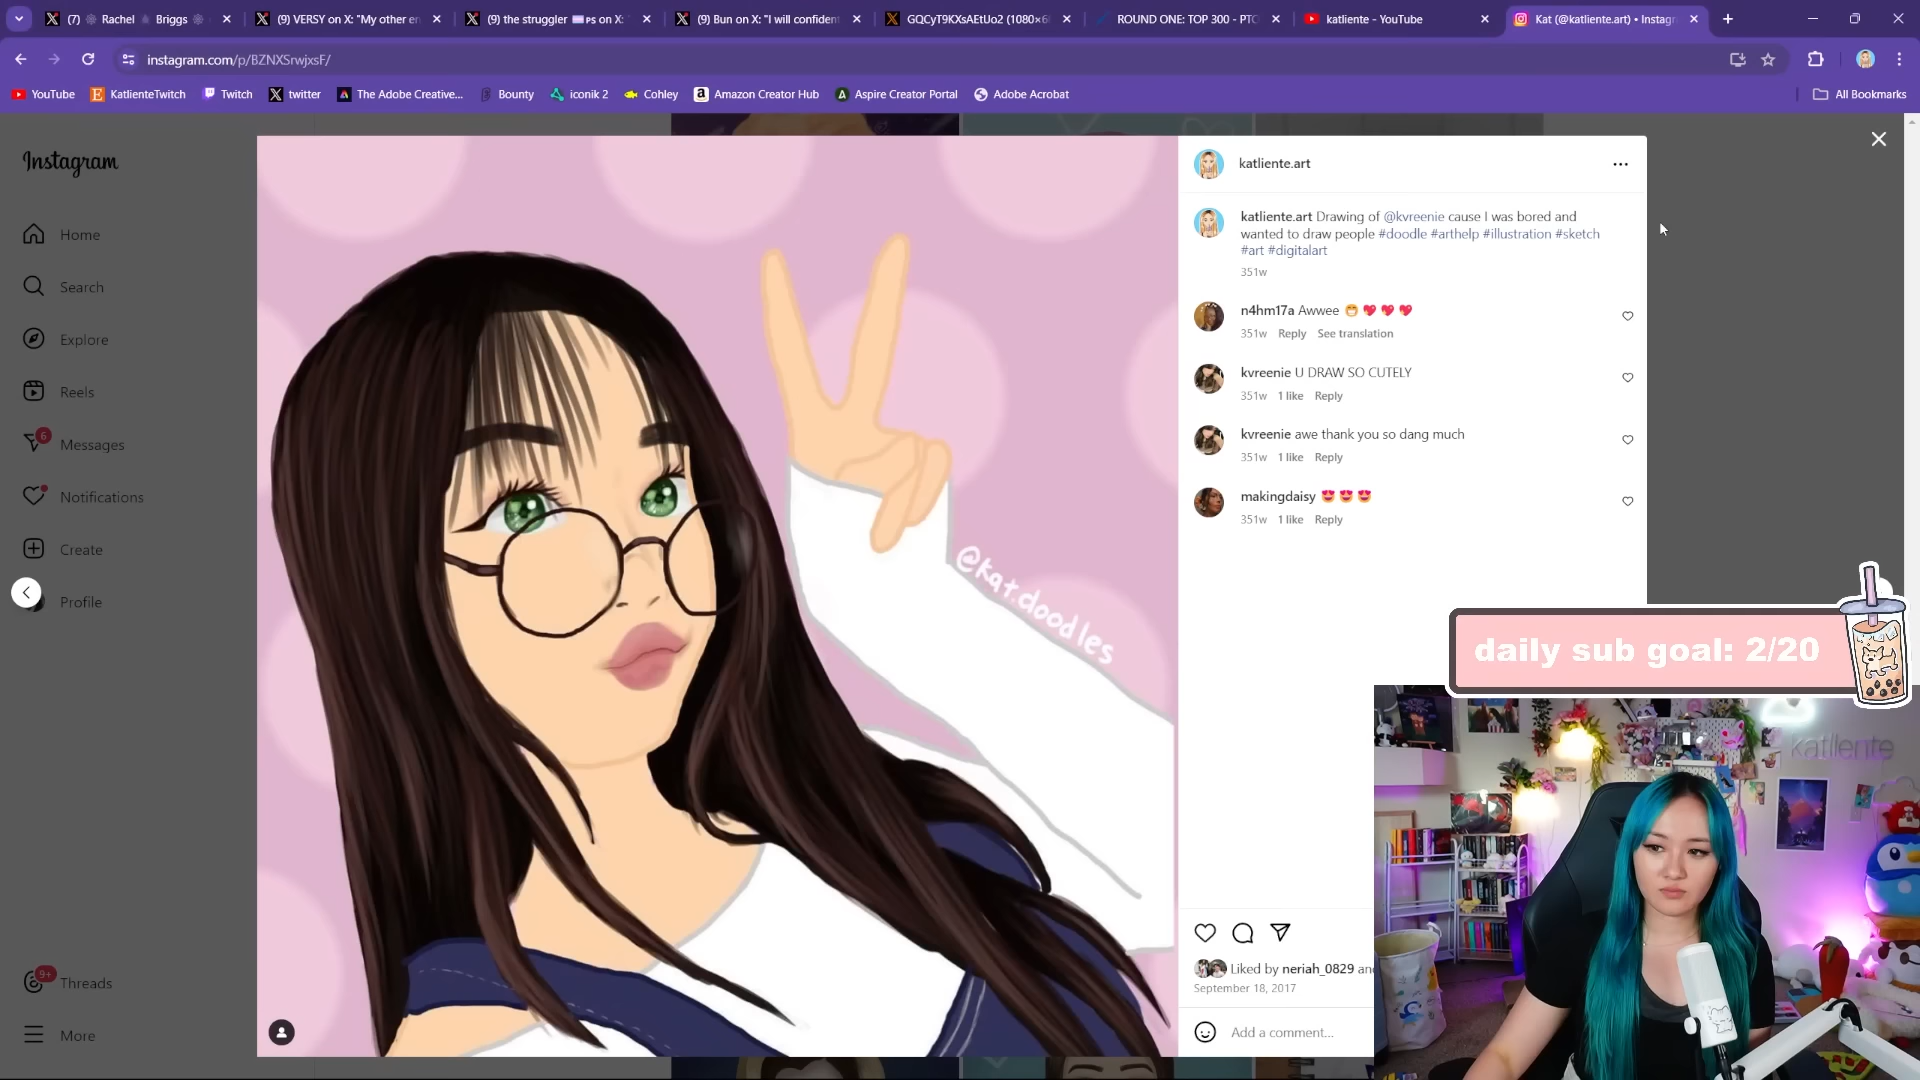 (7) Rachel Briggs
(9) VERSY on X: "My other en
(9) the struggler PS on X:
(9) Bun on X: "I will confident
GQCyT9KXsAEtUo2 (1080×6
ROUND ONE: TOP 300 - PTC
katliente - YouTube
Kat (@katliente.art) • Instagr
instagram.com/p/BZNXSrwjxsF/
YouTube
KatlienteTwitch
Twitch
twitter
The Adobe Creative...
Bounty
iconik 2
Cohley
Amazon Creator Hub
Aspire Creator Portal
Adobe Acrobat
All Bookmarks
Instagram
Home
Search
Explore
Reels
6
Messages
Notifications
Create
Profile
9+
Threads
More
@kat.doodles
katliente.art
katliente.art Drawing of @kvreenie cause I was bored and
wanted to draw people #doodle #arthelp #illustration #sketch
#art #digitalart
351w
n4hm17a Awwee 😁 💖 💖 💖
351w Reply See translation
kvreenie U DRAW SO CUTELY
351w 1 like Reply
kvreenie awe thank you so dang much
351w 1 like Reply
makingdaisy 😍 😍 😍
351w 1 like Reply
Liked by neriah_0829 and
September 18, 2017
Add a comment...
daily sub goal: 2/20
katliente